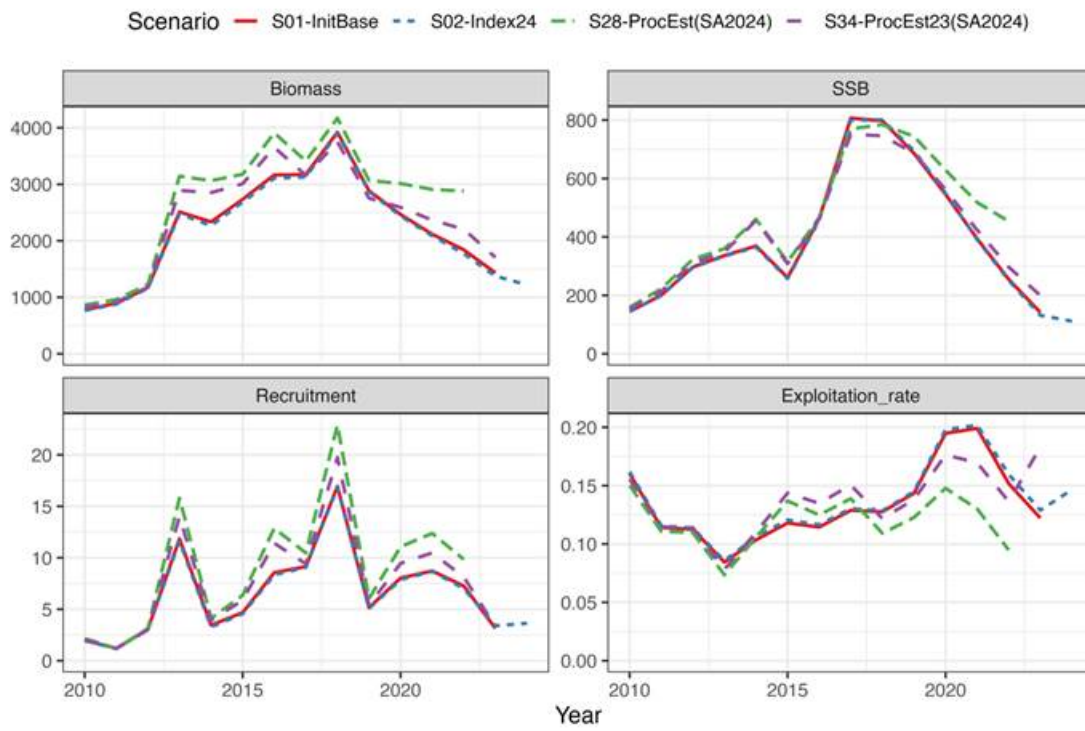 Scenario S01-InitBase S02-Index24 S28-ProcEst(SA2024) S34-ProcEst23(SA2024)
Biomass
4000
3000
2000
1000
0
SSB
800
600
400
200
0
Recruitment
20
15
10
5
0
2010 2015 2020
Exploitation_rate
0.20
0.15
0.10
0.05
0.00
2010 2015 2020
Year